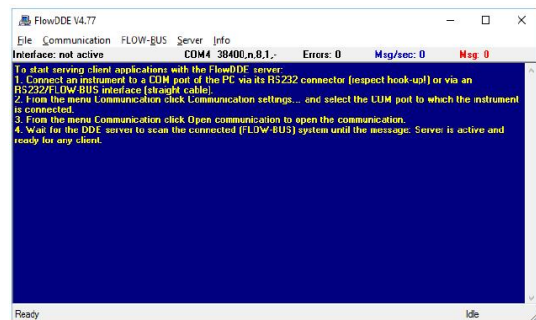 FlowDDE V4.77
File Communication FLOW-BUS Server Info
Interface: not active COM4 38400,n,8,1,- Errors: 0 Msg/sec: 0 Msg: 0
To start serving client applications with the FlowDDE server:
1. Connect an instrument to a COM port of the PC via its RS232 connector (respect hook-up!) or via an
RS232/FLOW-BUS interface (straight cable).
2. From the menu Communication click Communication settings... and select the COM port to which the instrument
is connected.
3. From the menu Communication click Open communication to open the communication.
4. Wait for the DDE server to scan the connected (FLOW-BUS) system until the message: Server is active and
ready for any client.
Ready Idle